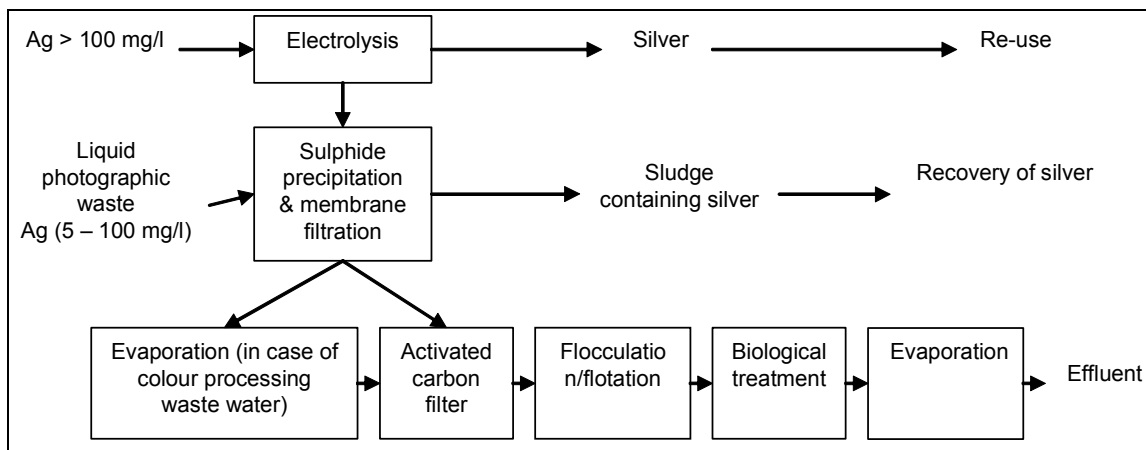 Ag > 100 mg/l
Electrolysis
Silver
Re-use
Liquid
photographic
waste
Ag (5 – 100 mg/l)
Sulphide
precipitation
& membrane
filtration
Sludge
containing silver
Recovery of silver
Evaporation (in case of
colour processing
waste water)
Activated
carbon
filter
Flocculatio
n/flotation
Biological
treatment
Evaporation
Effluent